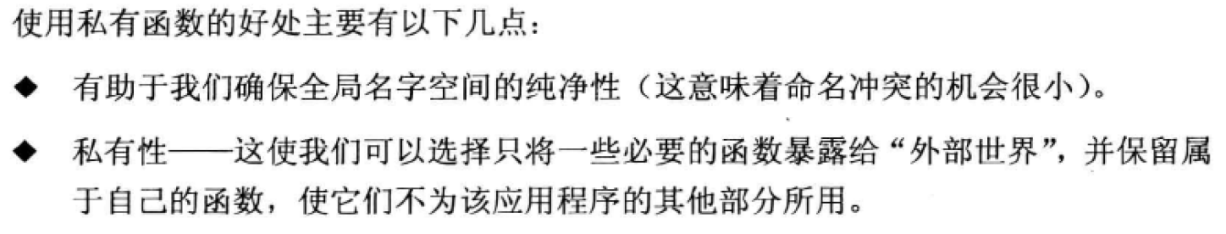 使用私有函数的好处主要有以下几点：
◆ 有助于我们确保全局名字空间的纯净性（这意味着命名冲突的机会很小）。
◆ 私有性——这使我们可以选择只将一些必要的函数暴露给“外部世界”，并保留属
于自己的函数，使它们不为该应用程序的其他部分所用。